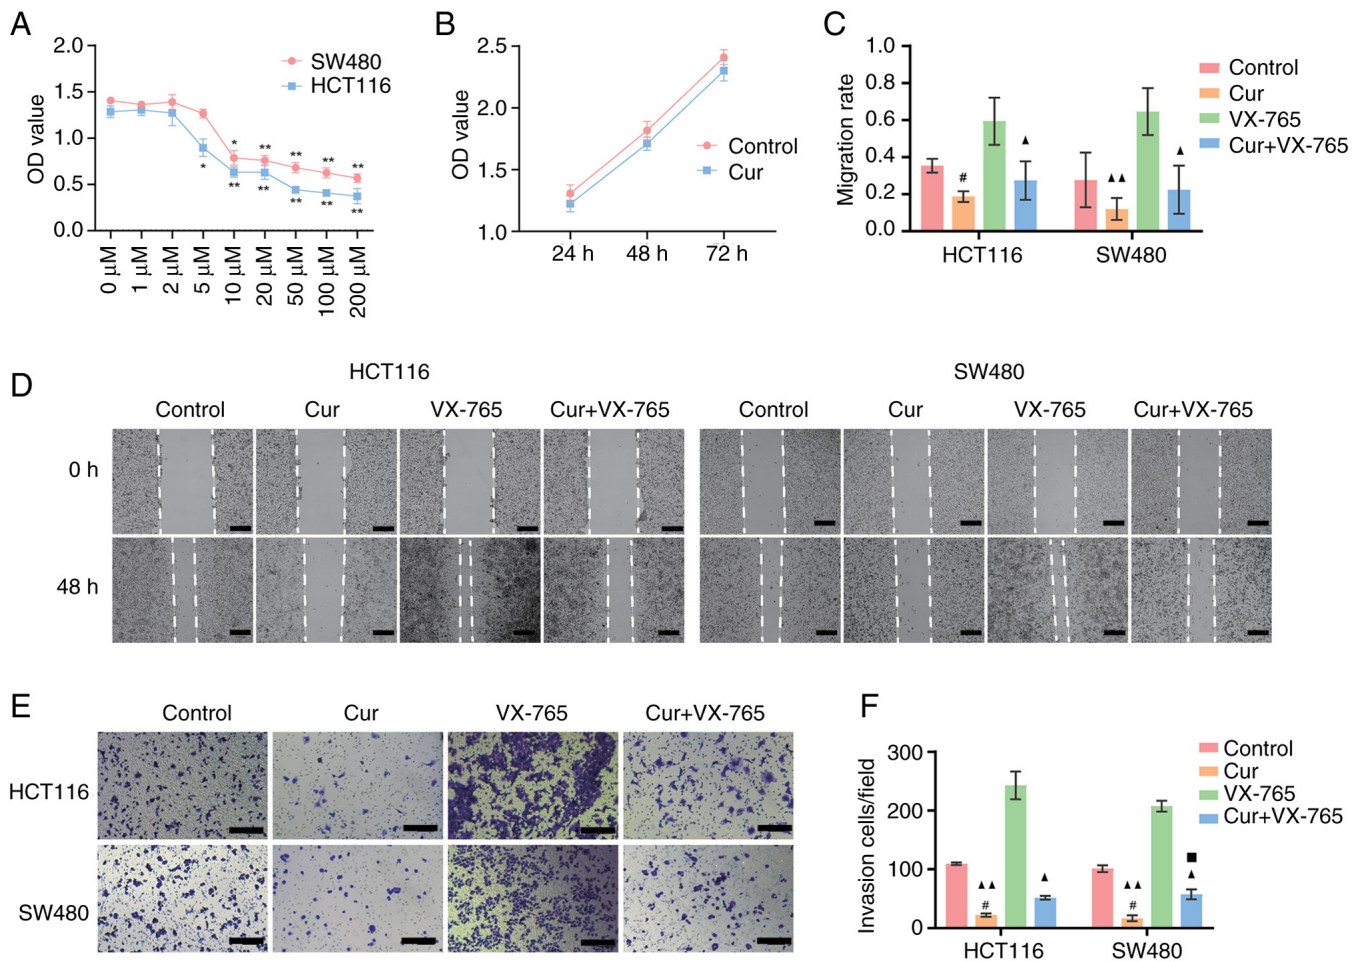 A
2.0
1.5
1.0
0.5
0.0
OD value
SW480
HCT116
* ** ** ** **
* ** ** ** ** **
0 μM
1 μM
2 μM
5 μM
10 μM
20 μM
50 μM
100 μM
200 μM
B
2.5
2.0
1.5
1.0
OD value
Control
Cur
24 h 48 h 72 h
C
1.0
0.8
0.6
0.4
0.2
0.0
Migration rate
Control
Cur
VX-765
Cur+VX-765
# ▲ ▲▲ ▲
HCT116 SW480
D
HCT116 SW480
Control Cur VX-765 Cur+VX-765 Control Cur VX-765 Cur+VX-765
0 h
48 h
E
Control Cur VX-765 Cur+VX-765
HCT116
SW480
F
300
200
100
0
Invasion cells/field
Control
Cur
VX-765
Cur+VX-765
■
▲▲ ▲ ▲▲ ▲
# #
HCT116 SW480